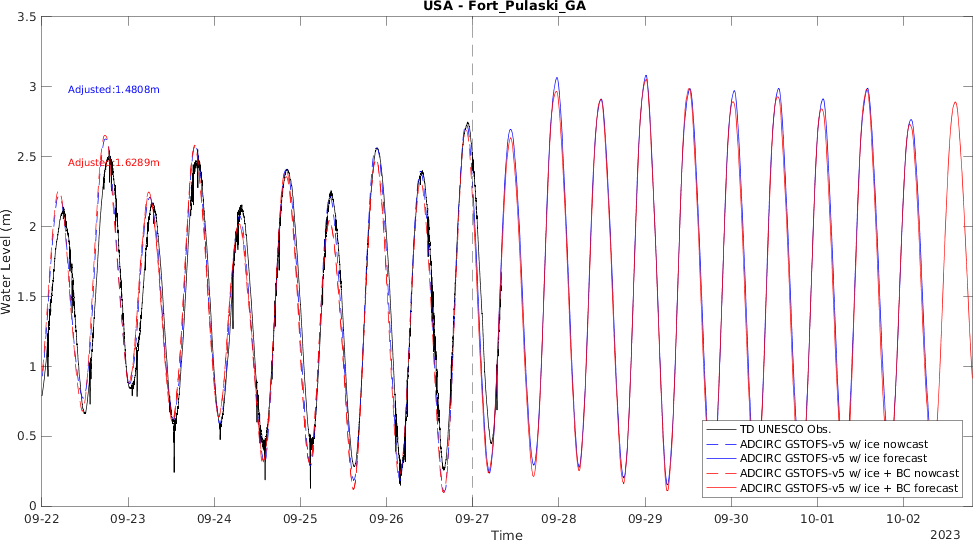 USA - Fort_Pulaski_GA
3.5
3
2.5
2
1.5
1
0.5
0
Water Level (m)
Adjusted:1.4808m
Adjusted:1.6289m
TD UNESCO Obs.
ADCIRC GSTOFS-v5 w/ ice nowcast
ADCIRC GSTOFS-v5 w/ ice forecast
ADCIRC GSTOFS-v5 w/ ice + BC nowcast
ADCIRC GSTOFS-v5 w/ ice + BC forecast
09-22 09-23 09-24 09-25 09-26 09-27 09-28 09-29 09-30 10-01 10-02
Time
2023